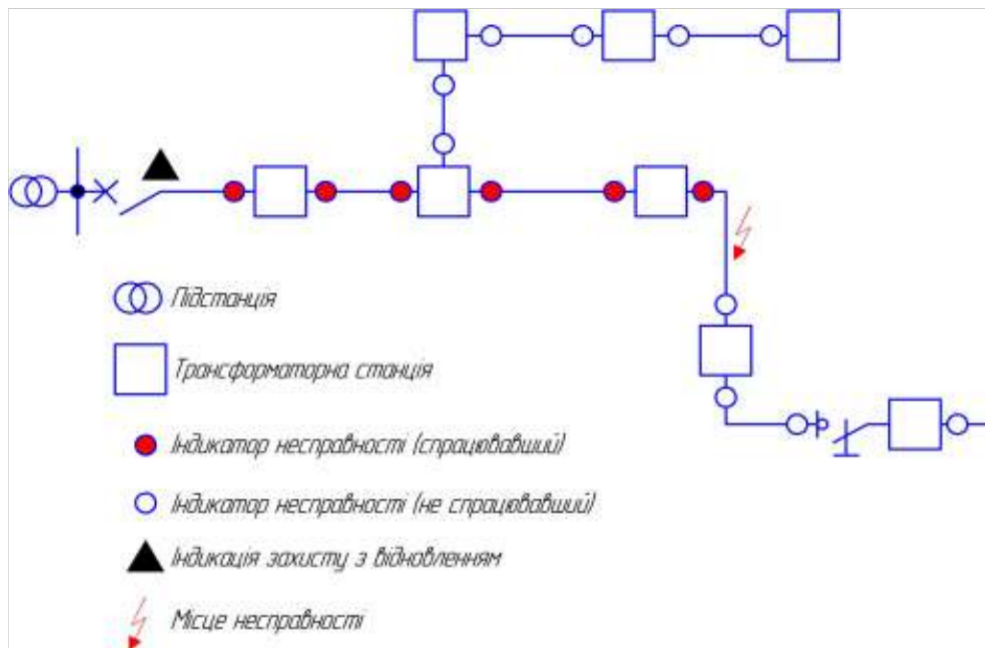 Підстанція
Трансформаторна станція
Індикатор несправності (спрацювавший)
Індикатор несправності (не спрацювавший)
Індикація захисту з відновленням
Місце несправності